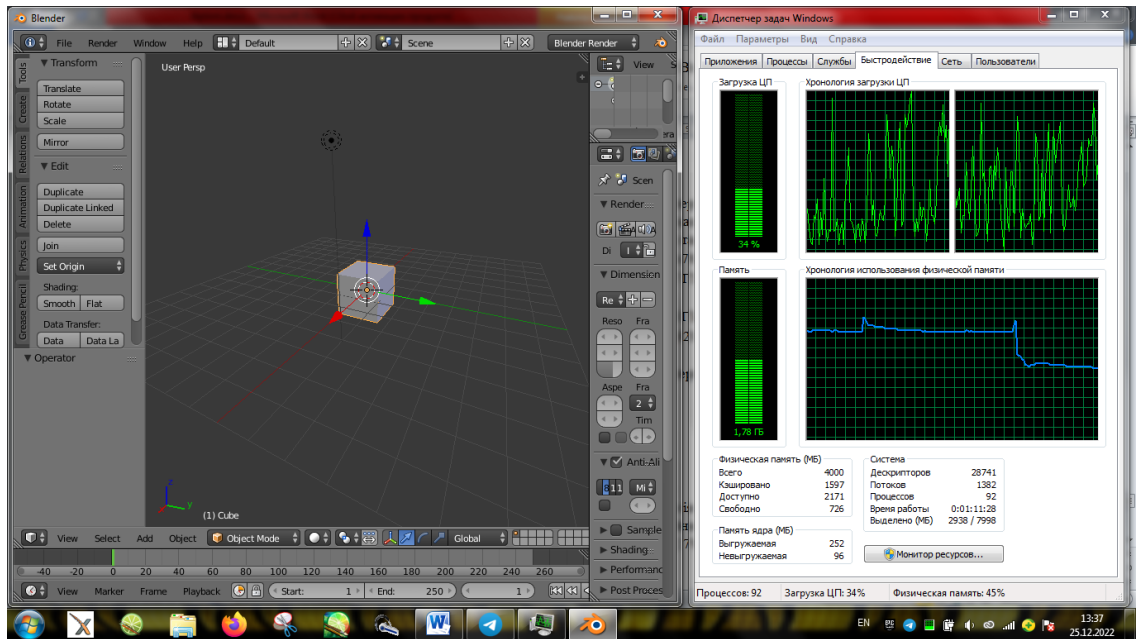 Blender
File Render Window Help Default Scene Blender Render
Tools
Create
Relations
Animation
Physics
Grease Pencil
Transform
Translate
Rotate
Scale
Mirror
Edit
Duplicate
Duplicate Linked
Delete
Join
Set Origin
Shading:
Smooth Flat
Data Transfer:
Data Data La
Operator
User Persp
z
y
(1) Cube
View
Scen
Render
Di
Dimension
Re
Reso Fra
Aspe Fra
2
Tim
Anti-Ali
Mi
Sample
Shading
Performanc
Post Proces
View Select Add Object Object Mode Global
-40 -20 0 20 40 60 80 100 120 140 160 180 200 220 240 260
View Marker Frame Playback Start: 1 End: 250 1
Диспетчер задач Windows
Файл Параметры Вид Справка
Приложения Процессы Службы Быстродействие Сеть Пользователи
Загрузка ЦП Хронология загрузки ЦП
34 %
Память Хронология использования физической памяти
1,78 ГБ
Физическая память (МБ)
Всего 4000
Кэшировано 1597
Доступно 2171
Свободно 726
Система
Дескрипторов 28741
Потоков 1382
Процессов 92
Время работы 0:01:11:28
Выделено (МБ) 2938 / 7998
Память ядра (МБ)
Выгружаемая 252
Невыгружаемая 96
Монитор ресурсов...
Процессов: 92 Загрузка ЦП: 34% Физическая память: 45%
EN
13:37
25.12.2022